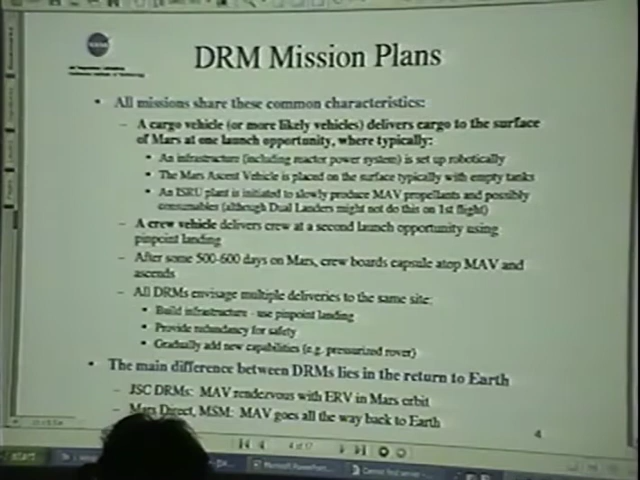 NASA
DRM Mission Plans
• All missions share these common characteristics:
– A cargo vehicle (or more likely vehicles) delivers cargo to the surface
of Mars at one launch opportunity, where typically:
• An infrastructure (including reactor power system) is set up robotically
• The Mars Ascent Vehicle is placed on the surface typically with empty tanks
• An ISRU plant is initiated to slowly produce MAV propellants and possibly
consumables (although Dual Landers might not do this on 1st flight)
– A crew vehicle delivers crew at a second launch opportunity using
pinpoint landing
– After some 500-600 days on Mars, crew boards capsule atop MAV and
ascends
– All DRMs envisage multiple deliveries to the same site:
• Build infrastructure - use pinpoint landing
• Provide redundancy for safety
• Gradually add new capabilities (e.g. pressurized rover)
• The main difference between DRMs lies in the return to Earth
– JSC DRMs: MAV rendezvous with ERV in Mars orbit
– Mars Direct, MSM: MAV goes all the way back to Earth
4
start
Microsoft PowerPoint